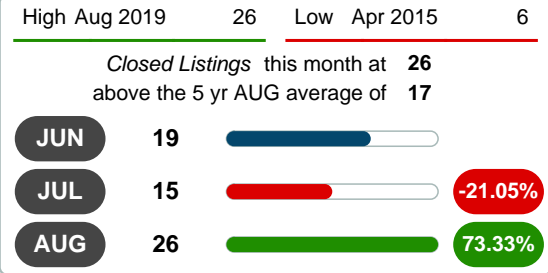 High Aug 2019 26 Low Apr 2015 6
Closed Listings this month at 26
above the 5 yr AUG average of 17
JUN 19
JUL 15 -21.05%
AUG 26 73.33%